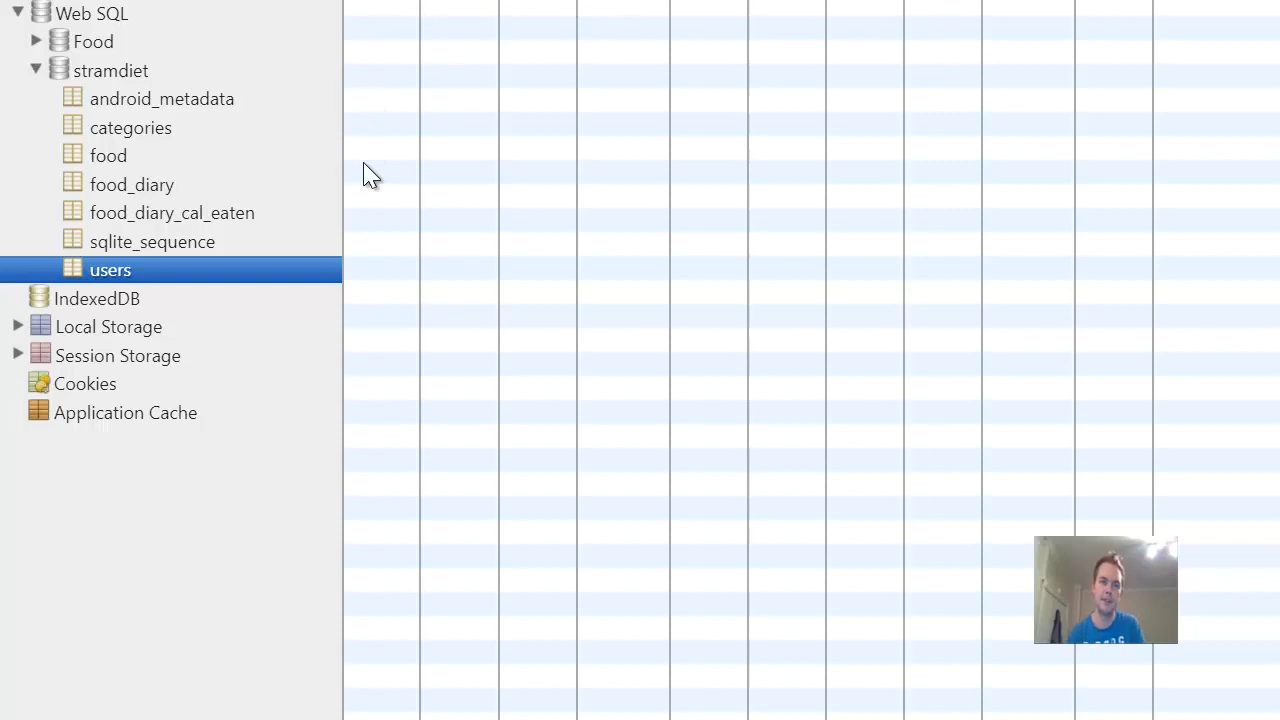 Web SQL
Food
stramdiet
android_metadata
categories
food
food_diary
food_diary_cal_eaten
sqlite_sequence
users
IndexedDB
Local Storage
Session Storage
Cookies
Application Cache